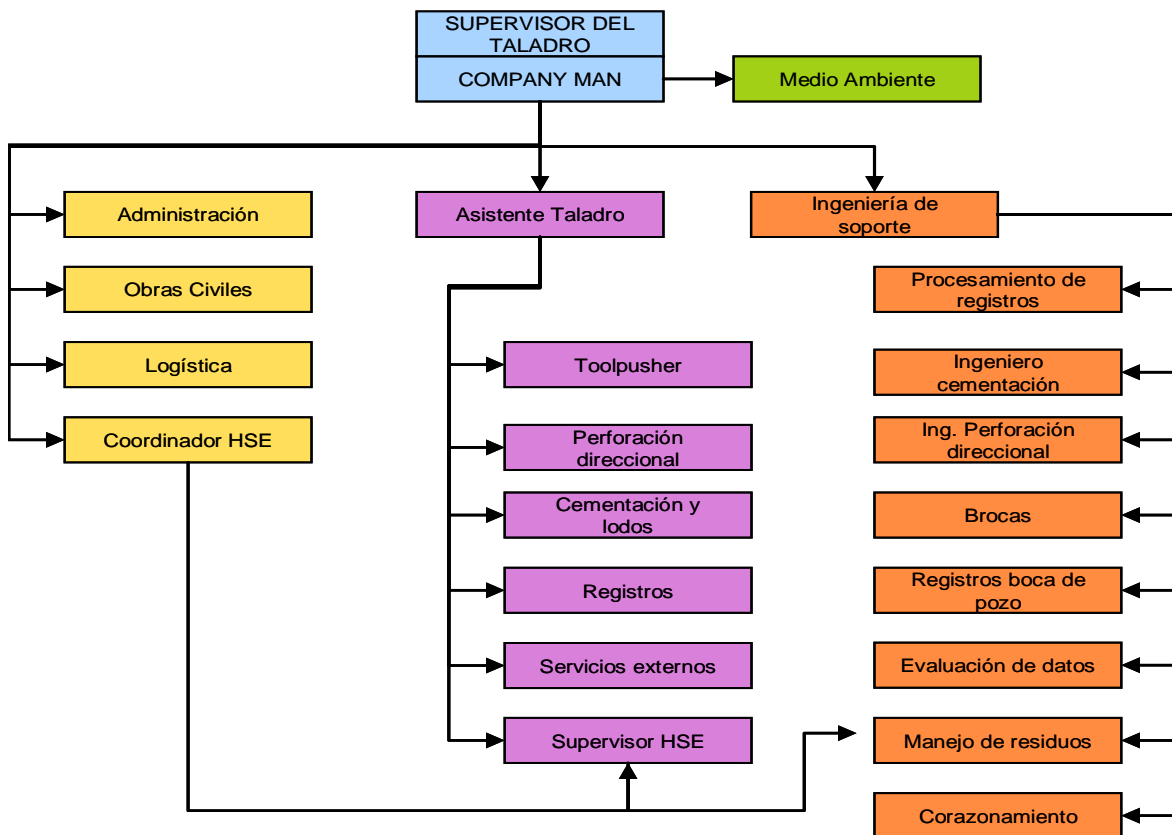 SUPERVISOR DEL
TALADRO
COMPANY MAN
Medio Ambiente
Administración
Obras Civiles
Logística
Coordinador HSE
Asistente Taladro
Toolpusher
Perforación
direccional
Cementación y
lodos
Registros
Servicios externos
Supervisor HSE
Ingeniería de
soporte
Procesamiento de
registros
Ingeniero
cementación
Ing. Perforación
direccional
Brocas
Registros boca de
pozo
Evaluación de datos
Manejo de residuos
Corazonamiento